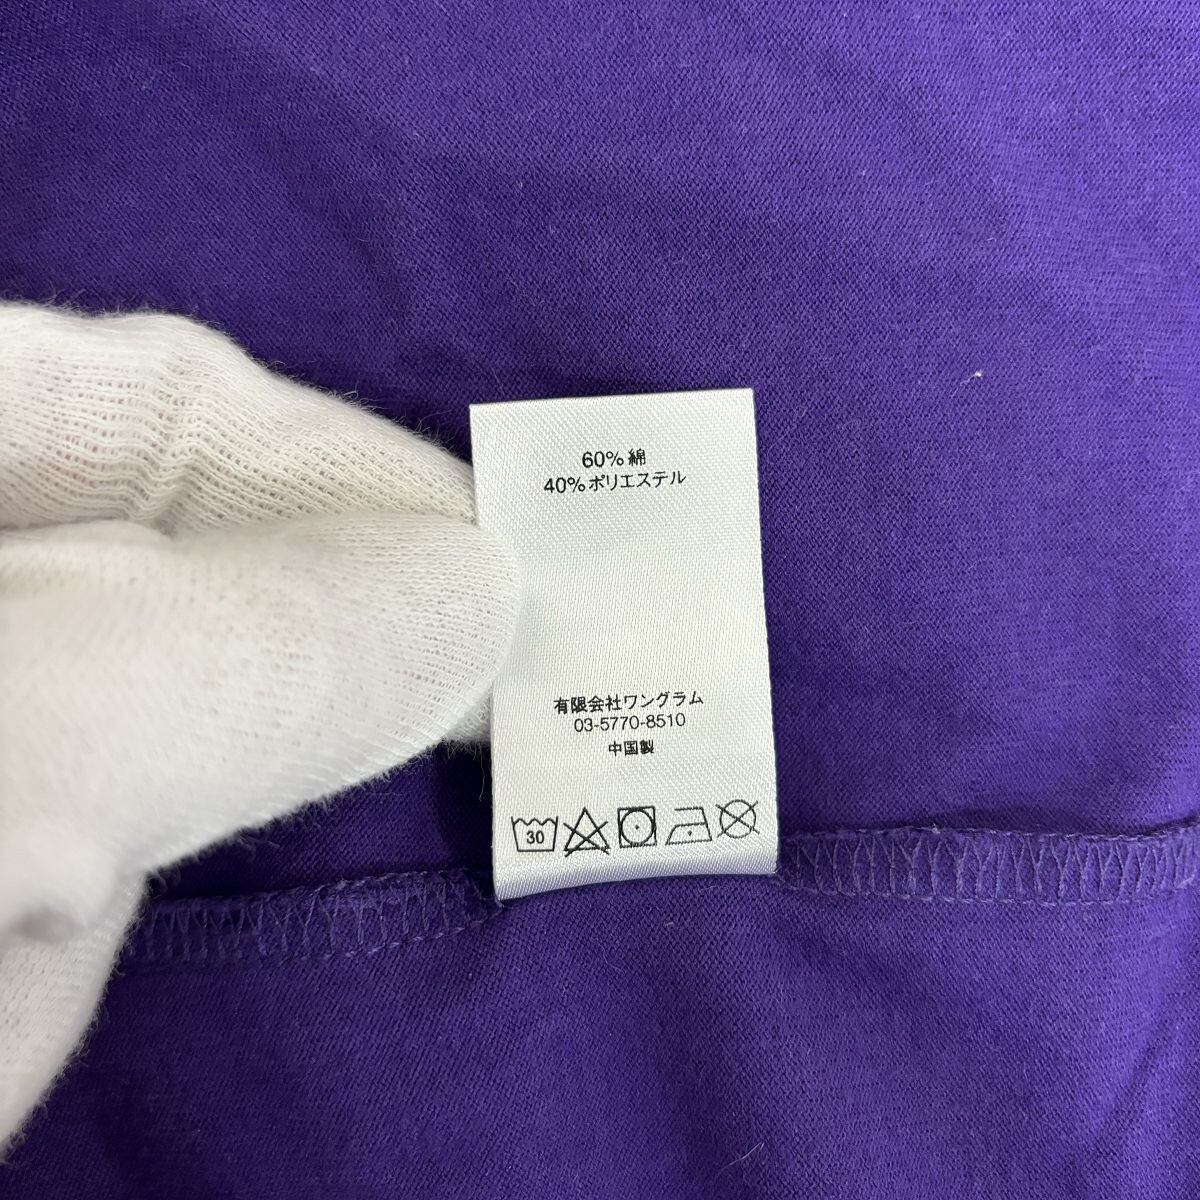 60%綿
40%ポリエステル
有限会社ワングラム
03-5770-8510
中国製
30